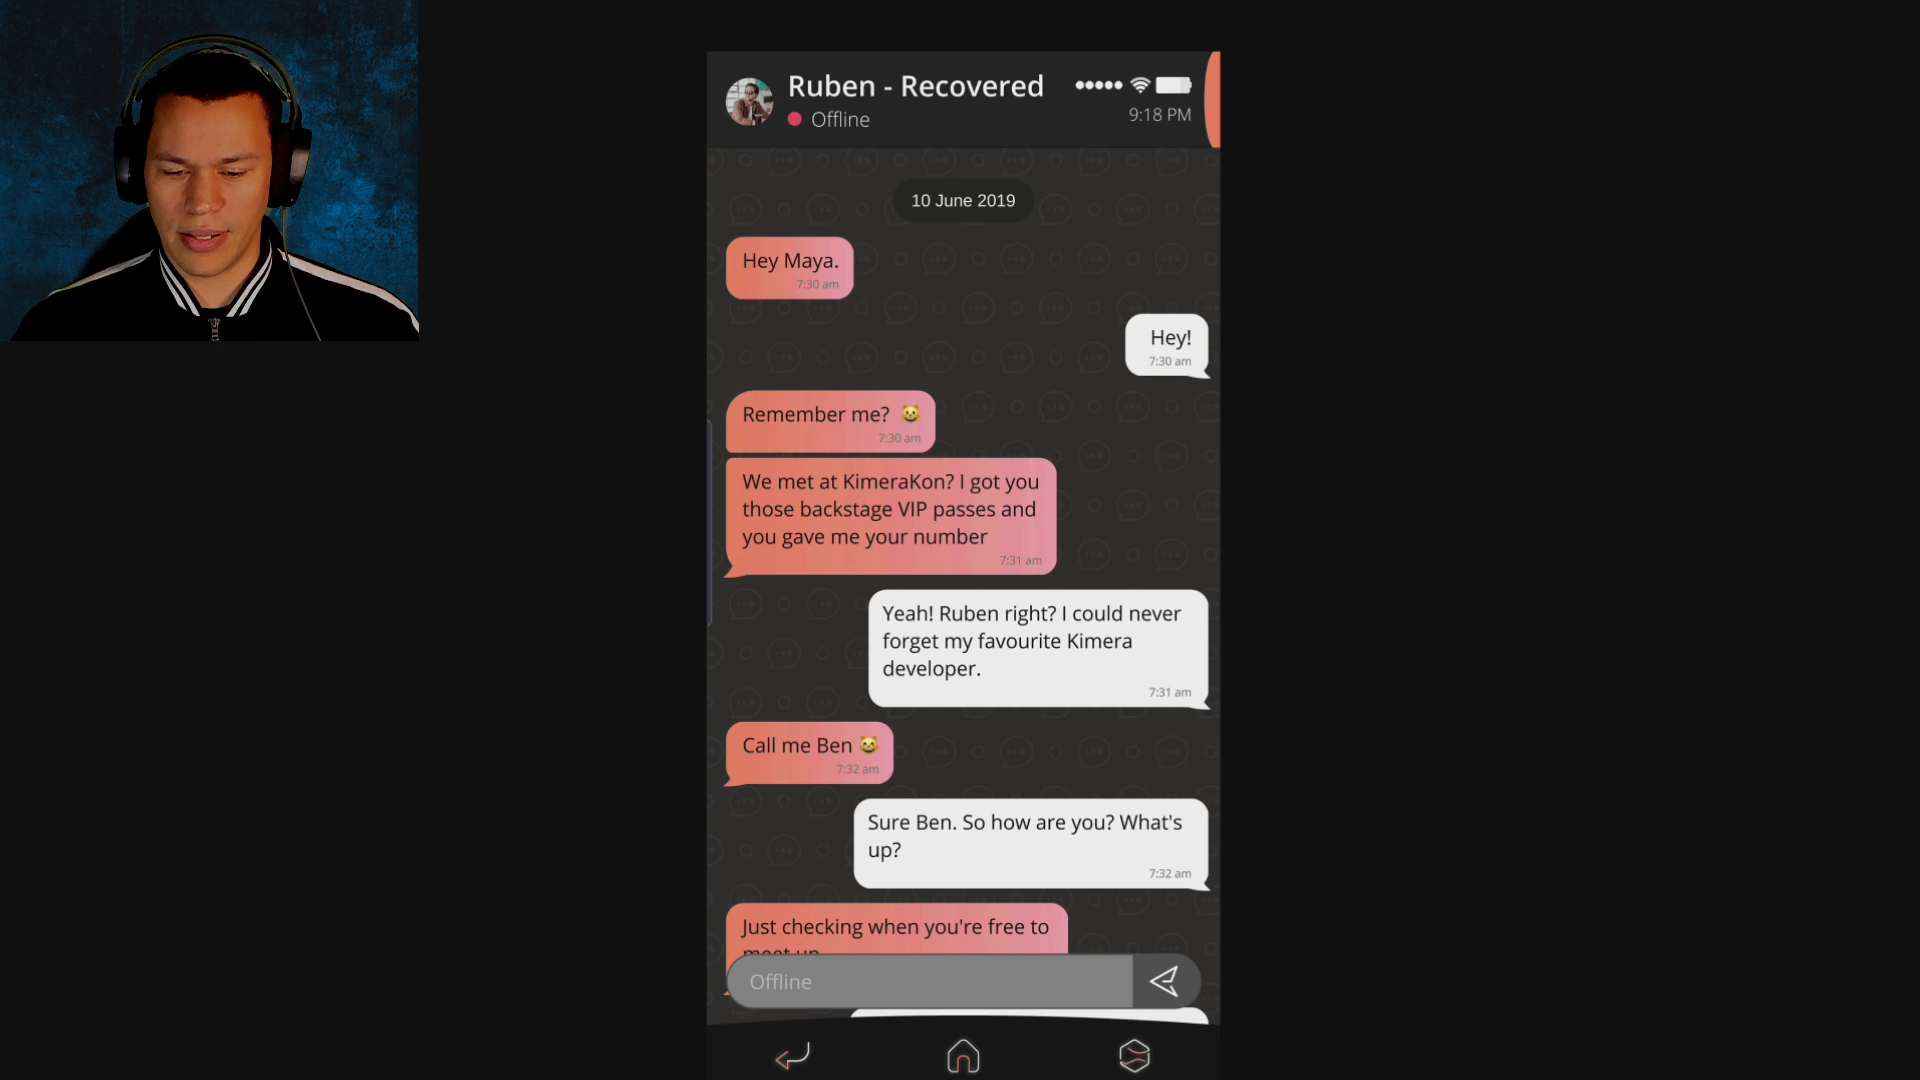 Ruben - Recovered
Offline
9:18 PM
10 June 2019
Hey Maya.
7:30 am
Hey!
7:30 am
Remember me? 😺
7:30 am
We met at KimeraKon? I got you
those backstage VIP passes and
you gave me your number
7:31 am
Yeah! Ruben right? I could never
forget my favourite Kimera
developer.
7:31 am
Call me Ben 😺
7:32 am
Sure Ben. So how are you? What's
up?
7:32 am
Just checking when you're free to
meet up
Offline